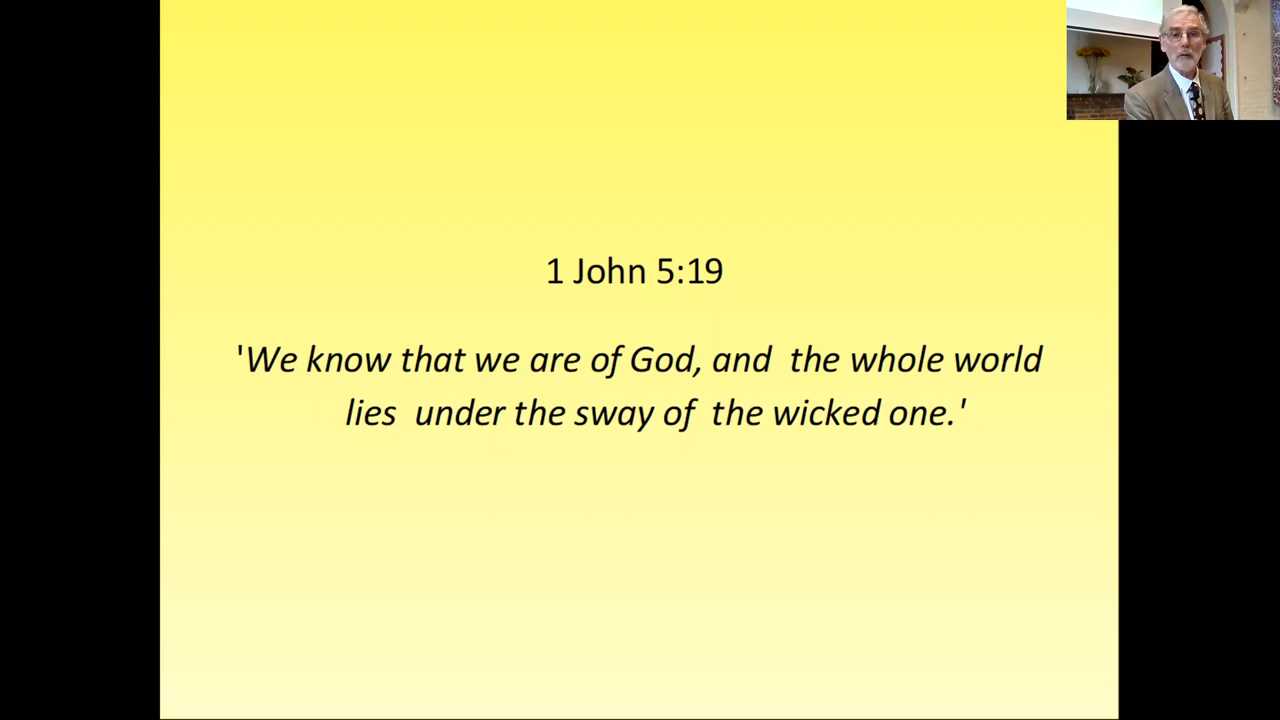 1 John 5:19
'We know that we are of God, and  the whole world
lies  under the sway of  the wicked one.'